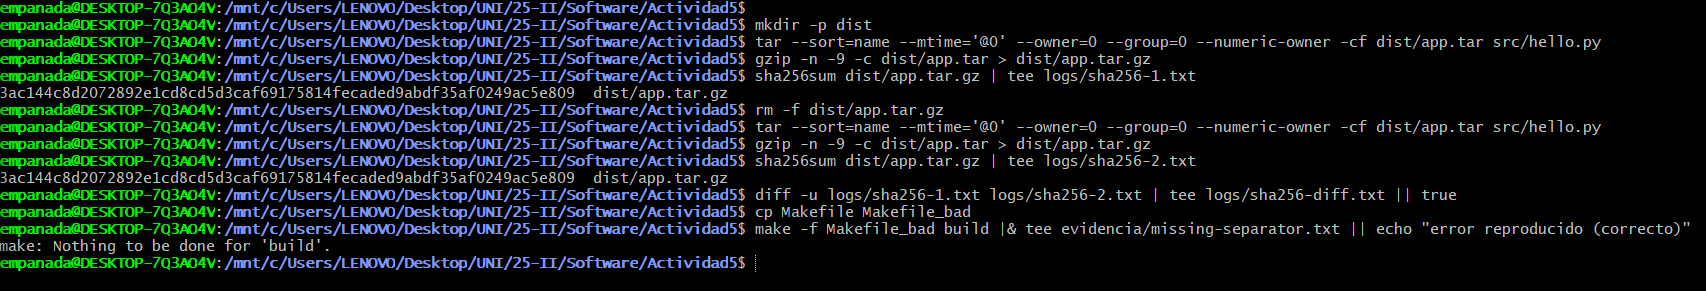 empanada@DESKTOP-7Q3AO4V:/mnt/c/Users/LENOVO/Desktop/UNI/25-II/Software/Actividad5$
empanada@DESKTOP-7Q3AO4V:/mnt/c/Users/LENOVO/Desktop/UNI/25-II/Software/Actividad5$ mkdir -p dist
empanada@DESKTOP-7Q3AO4V:/mnt/c/Users/LENOVO/Desktop/UNI/25-II/Software/Actividad5$ tar --sort=name --mtime='@0' --owner=0 --group=0 --numeric-owner -cf dist/app.tar src/hello.py
empanada@DESKTOP-7Q3AO4V:/mnt/c/Users/LENOVO/Desktop/UNI/25-II/Software/Actividad5$ gzip -n -9 -c dist/app.tar > dist/app.tar.gz
empanada@DESKTOP-7Q3AO4V:/mnt/c/Users/LENOVO/Desktop/UNI/25-II/Software/Actividad5$ sha256sum dist/app.tar.gz | tee logs/sha256-1.txt
3ac144c8d2072892e1cd8cd5d3caf69175814fecaded9abdf35af0249ac5e809  dist/app.tar.gz
empanada@DESKTOP-7Q3AO4V:/mnt/c/Users/LENOVO/Desktop/UNI/25-II/Software/Actividad5$ rm -f dist/app.tar.gz
empanada@DESKTOP-7Q3AO4V:/mnt/c/Users/LENOVO/Desktop/UNI/25-II/Software/Actividad5$ tar --sort=name --mtime='@0' --owner=0 --group=0 --numeric-owner -cf dist/app.tar src/hello.py
empanada@DESKTOP-7Q3AO4V:/mnt/c/Users/LENOVO/Desktop/UNI/25-II/Software/Actividad5$ gzip -n -9 -c dist/app.tar > dist/app.tar.gz
empanada@DESKTOP-7Q3AO4V:/mnt/c/Users/LENOVO/Desktop/UNI/25-II/Software/Actividad5$ sha256sum dist/app.tar.gz | tee logs/sha256-2.txt
3ac144c8d2072892e1cd8cd5d3caf69175814fecaded9abdf35af0249ac5e809  dist/app.tar.gz
empanada@DESKTOP-7Q3AO4V:/mnt/c/Users/LENOVO/Desktop/UNI/25-II/Software/Actividad5$ diff -u logs/sha256-1.txt logs/sha256-2.txt | tee logs/sha256-diff.txt || true
empanada@DESKTOP-7Q3AO4V:/mnt/c/Users/LENOVO/Desktop/UNI/25-II/Software/Actividad5$ cp Makefile Makefile_bad
empanada@DESKTOP-7Q3AO4V:/mnt/c/Users/LENOVO/Desktop/UNI/25-II/Software/Actividad5$ make -f Makefile_bad build |& tee evidencia/missing-separator.txt || echo "error reproducido (correcto)"
make: Nothing to be done for 'build'.
empanada@DESKTOP-7Q3AO4V:/mnt/c/Users/LENOVO/Desktop/UNI/25-II/Software/Actividad5$